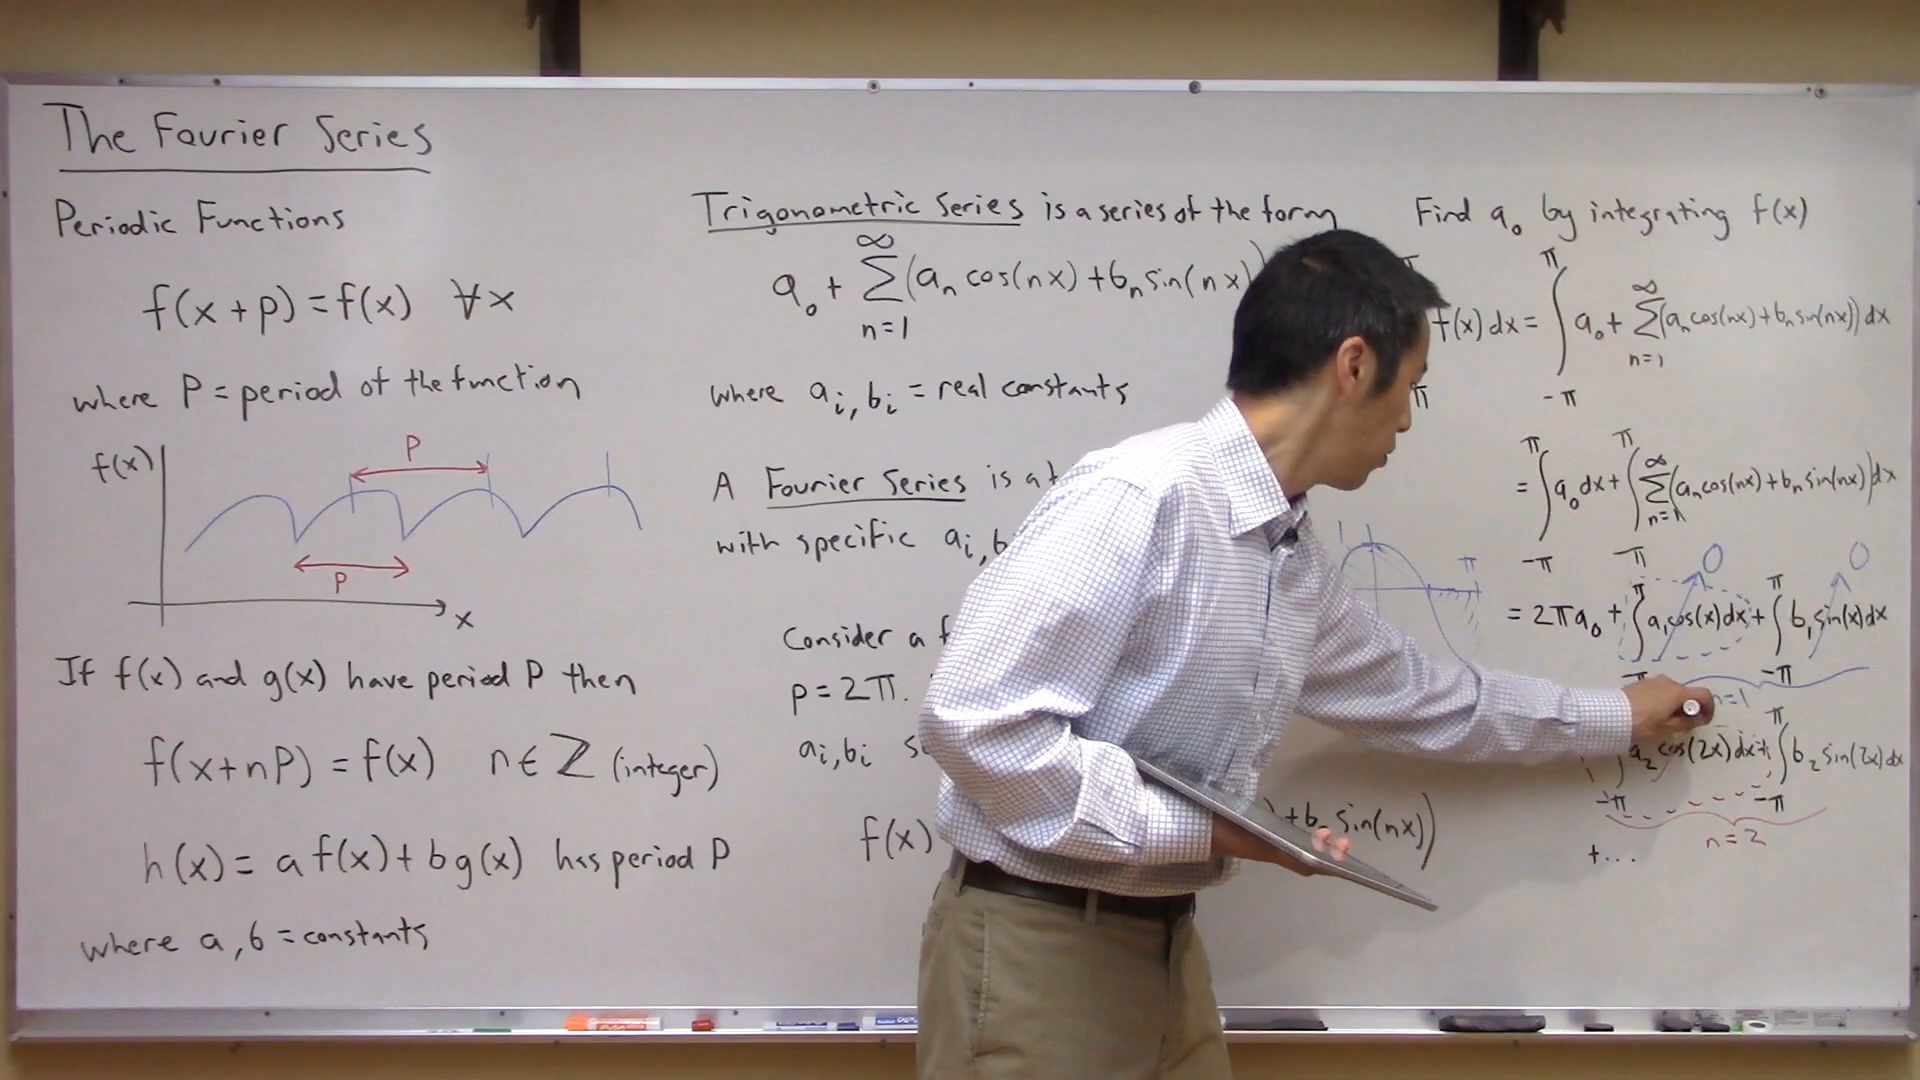 The Fourier Series
Periodic Functions
f(x+p) = f(x) ∀x
where P = period of the function
f(x)
P
P
x
If f(x) and g(x) have period P then
f(x+nP) = f(x) n ∈ ℤ (integer)
h(x) = a f(x) + b g(x) has period P
where a, b = constants
Trigonometric Series is a series of the form
a₀ + ∑_{n=1}^{∞} (aₙ cos(nx) + bₙ sin(nx)
where aᵢ, bᵢ = real constants
A Fourier Series is a
with specific aᵢ, b
Consider a
p = 2π.
aᵢ, bᵢ
f(x)
+ bₙ sin(nx))
1
π
Find a₀ by integrating f(x)
f(x) dx = ∫_{-π}^{π} a₀ + ∑_{n=1}^{∞} (aₙ cos(nx) + bₙ sin(nx)) dx
= ∫_{-π}^{π} a₀ dx + ∫_{-π}^{π} ∑_{n=1}^{∞} (aₙ cos(nx) + bₙ sin(nx)) dx
0 0
= 2πa₀ + ∫_{-π}^{π} a₁ cos(x) dx + ∫_{-π}^{π} b₁ sin(x) dx
n=1
∫_{-π} a₂ cos(2x) dx + ∫_{-π}^{π} b₂ sin(2x) dx
n = 2
+ ...